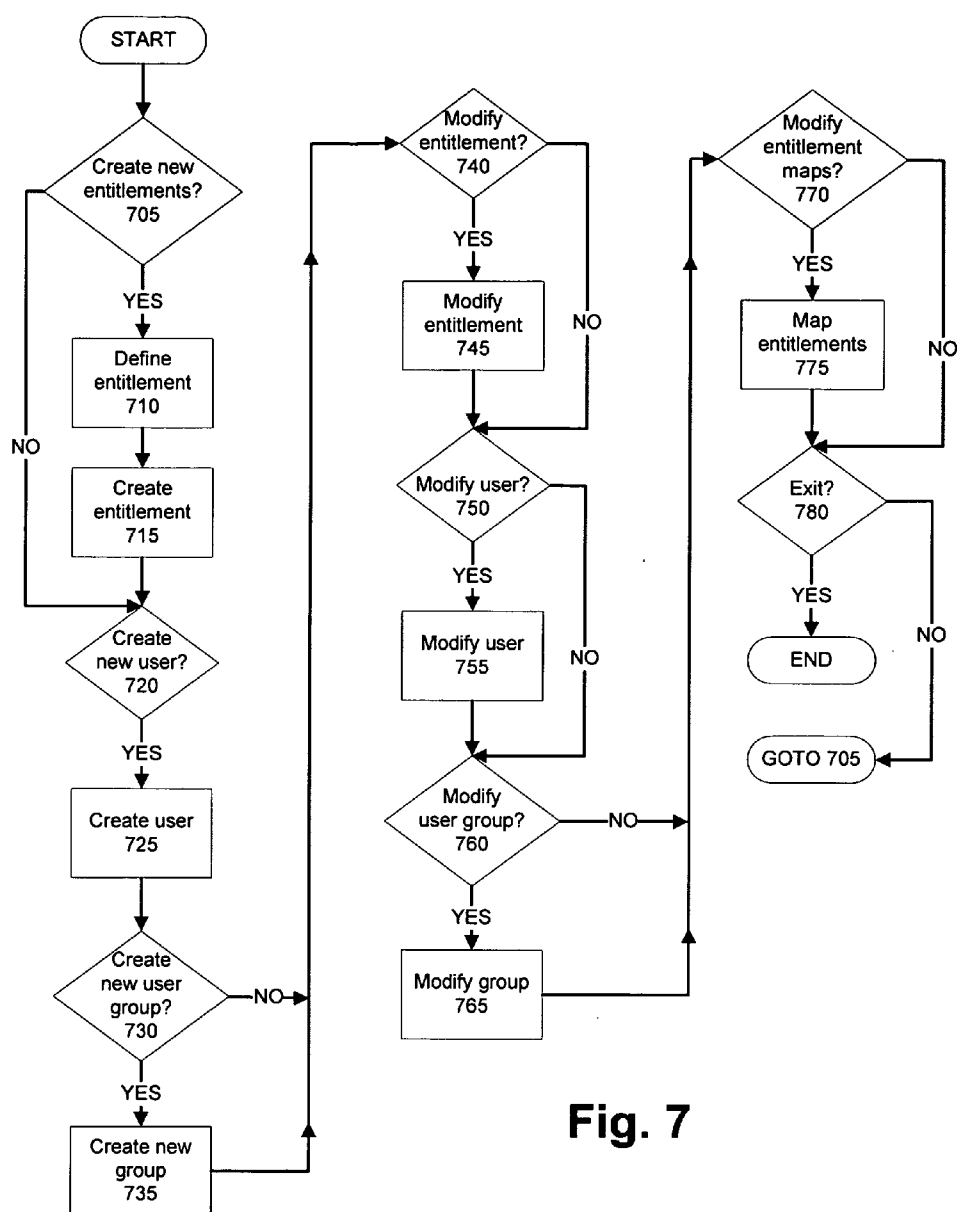 START
Create new
entitlements?
705
YES
NO
Define
entitlement
710
Create
entitlement
715
Create
new user?
720
YES
Create user
725
Create
new user
group?
730
NO
YES
Create new
group
735
Modify
entitlement?
740
YES
NO
Modify
entitlement
745
Modify user?
750
YES
NO
Modify user
755
Modify
user group?
760
NO
YES
Modify group
765
Modify
entitlement
maps?
770
YES
NO
Map
entitlements
775
Exit?
780
YES
NO
END
GOTO 705
Fig. 7